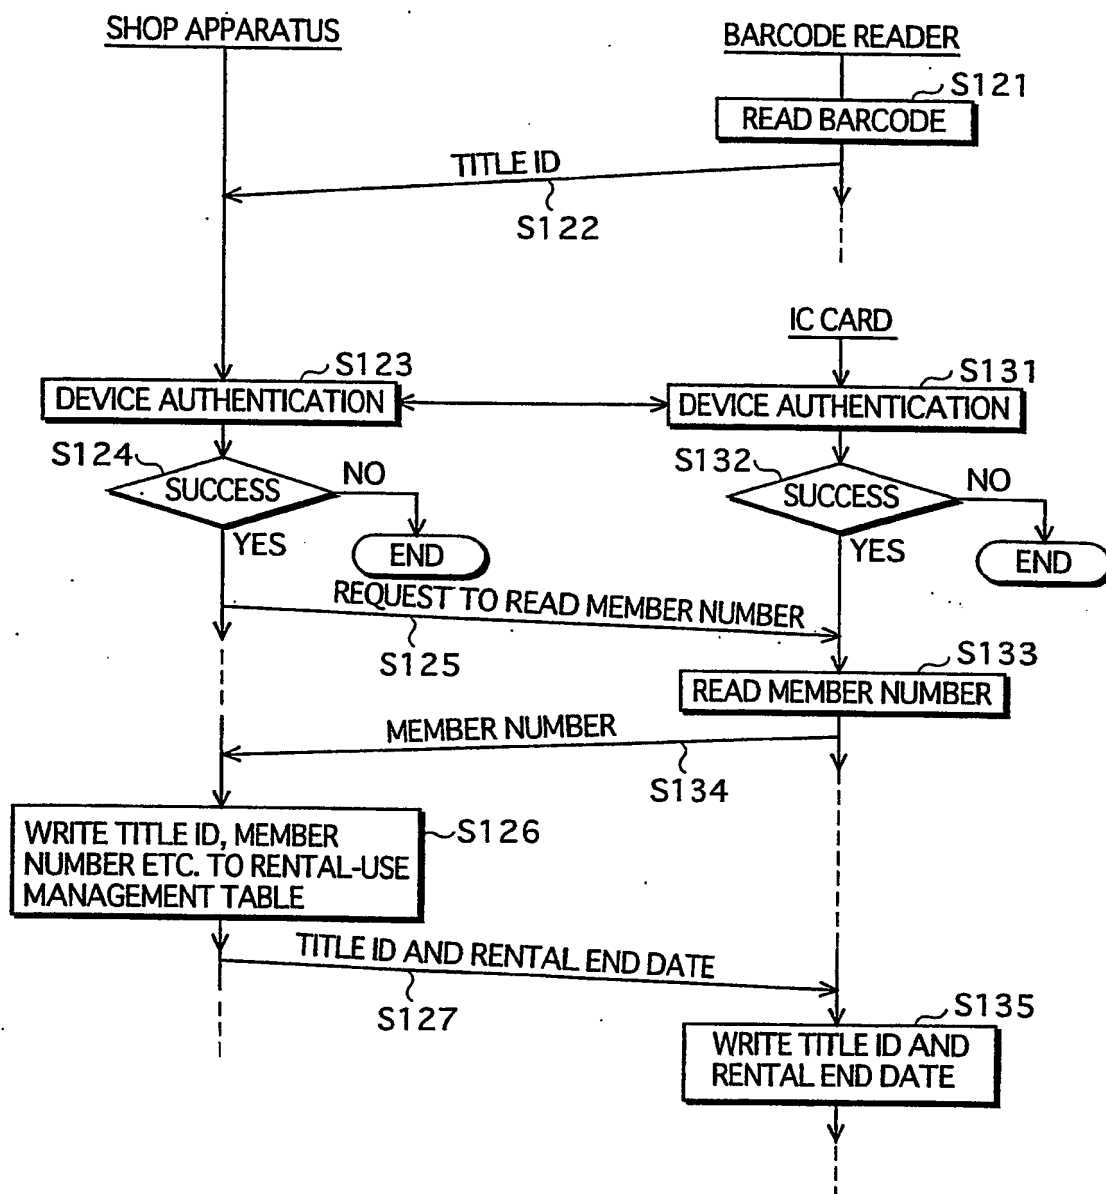 SHOP APPARATUS
BARCODE READER
S121
READ BARCODE
TITLE ID
S122
IC CARD
S123
S131
DEVICE AUTHENTICATION
DEVICE AUTHENTICATION
S124
S132
SUCCESS
NO
SUCCESS
NO
YES
END
YES
END
REQUEST TO READ MEMBER NUMBER
S125
S133
READ MEMBER NUMBER
MEMBER NUMBER
S134
WRITE TITLE ID, MEMBER
NUMBER ETC. TO RENTAL-USE
MANAGEMENT TABLE
S126
TITLE ID AND RENTAL END DATE
S127
S135
WRITE TITLE ID AND
RENTAL END DATE